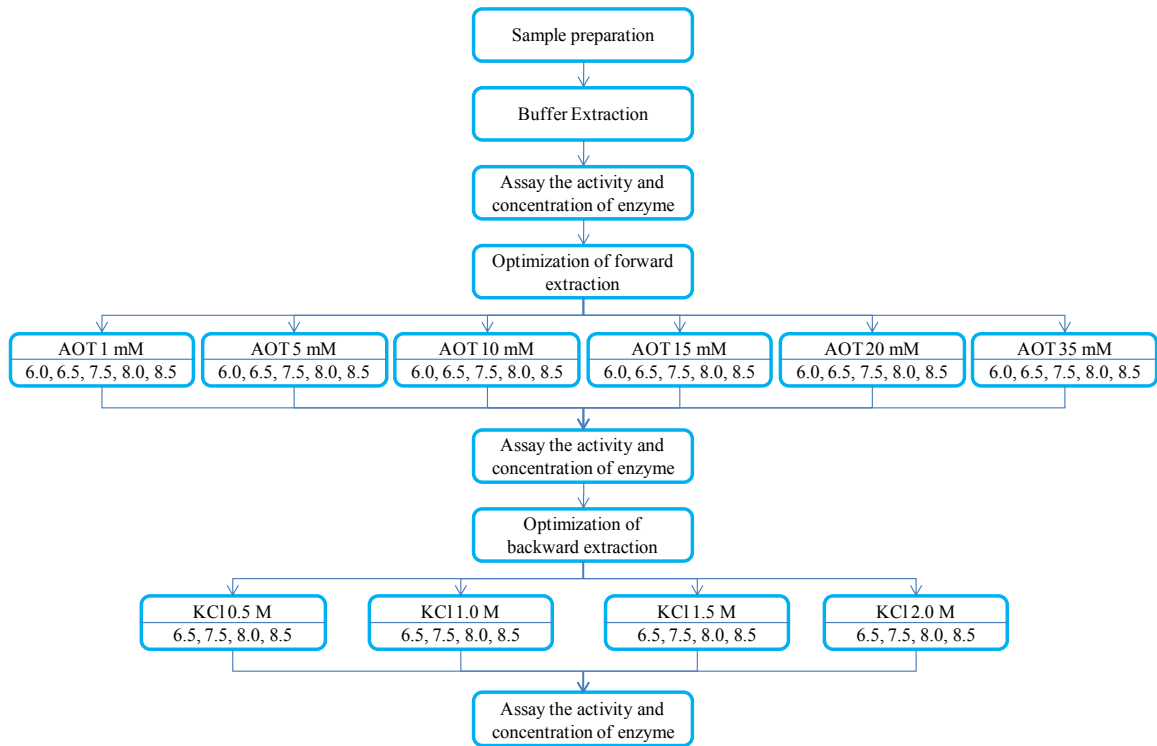 Sample preparation
Buffer Extraction
Assay the activity and
concentration of enzyme
Optimization of forward
extraction
AOT 1 mM
6.0, 6.5, 7.5, 8.0, 8.5
AOT 5 mM
6.0, 6.5, 7.5, 8.0, 8.5
AOT 10 mM
6.0, 6.5, 7.5, 8.0, 8.5
AOT 15 mM
6.0, 6.5, 7.5, 8.0, 8.5
AOT 20 mM
6.0, 6.5, 7.5, 8.0, 8.5
AOT 35 mM
6.0, 6.5, 7.5, 8.0, 8.5
Assay the activity and
concentration of enzyme
Optimization of
backward extraction
KCl 0.5 M
6.5, 7.5, 8.0, 8.5
KCl 1.0 M
6.5, 7.5, 8.0, 8.5
KCl 1.5 M
6.5, 7.5, 8.0, 8.5
KCl 2.0 M
6.5, 7.5, 8.0, 8.5
Assay the activity and
concentration of enzyme